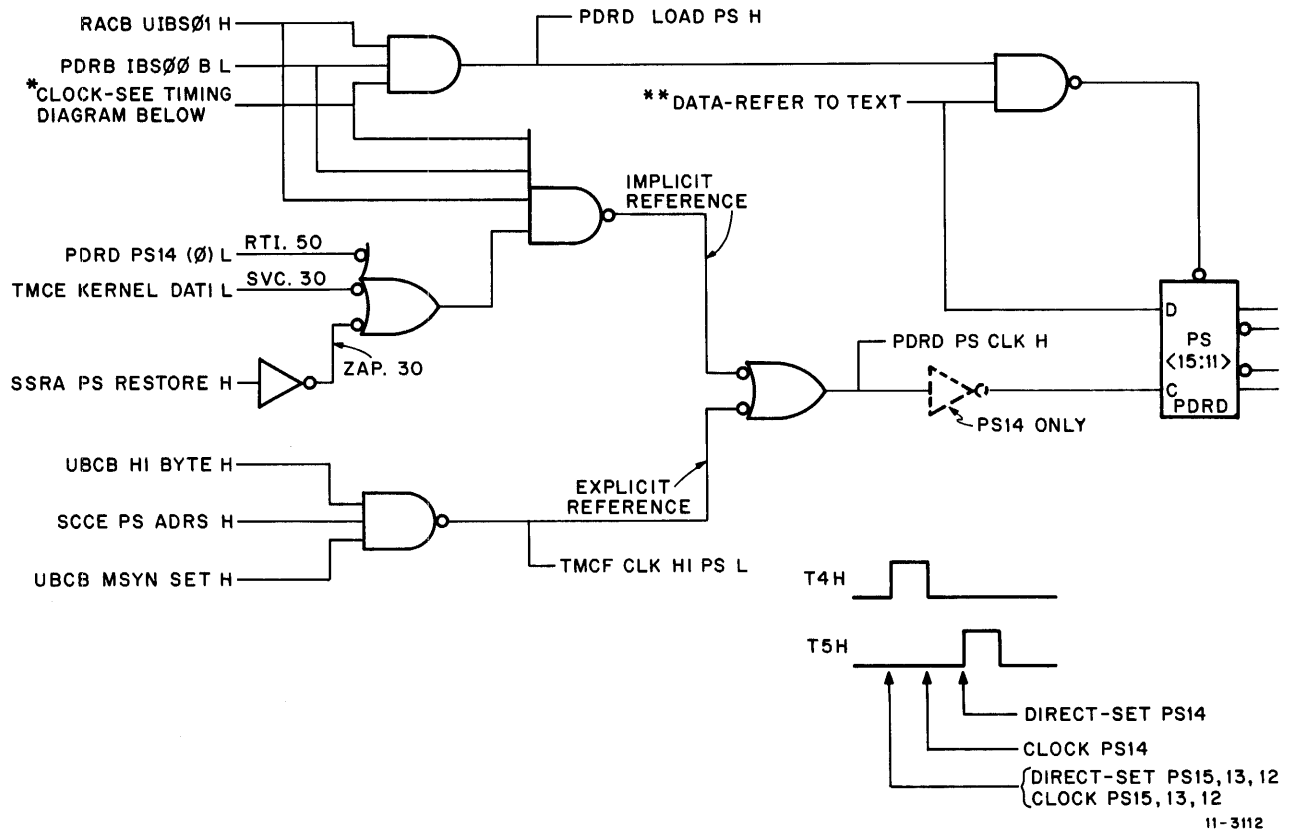 RACB UIBSØ1 H
PDRD LOAD PS H
PDRB IBSØØ B L
*CLOCK-SEE TIMING
DIAGRAM BELOW
**DATA-REFER TO TEXT
IMPLICIT
REFERENCE
PDRD PS14 (Ø) L
RTI. 50
TMCE KERNEL DATI L
SVC. 30
ZAP. 30
SSRA PS RESTORE H
D
PS
<15:11>
C
PDRD
PDRD PS CLK H
PS14 ONLY
UBCB HI BYTE H
EXPLICIT
REFERENCE
SCCE PS ADRS H
UBCB MSYN SET H
TMCF CLK HI PS L
T4H
T5H
DIRECT-SET PS14
CLOCK PS14
DIRECT-SET PS15,13,12
CLOCK PS15,13,12
11-3112